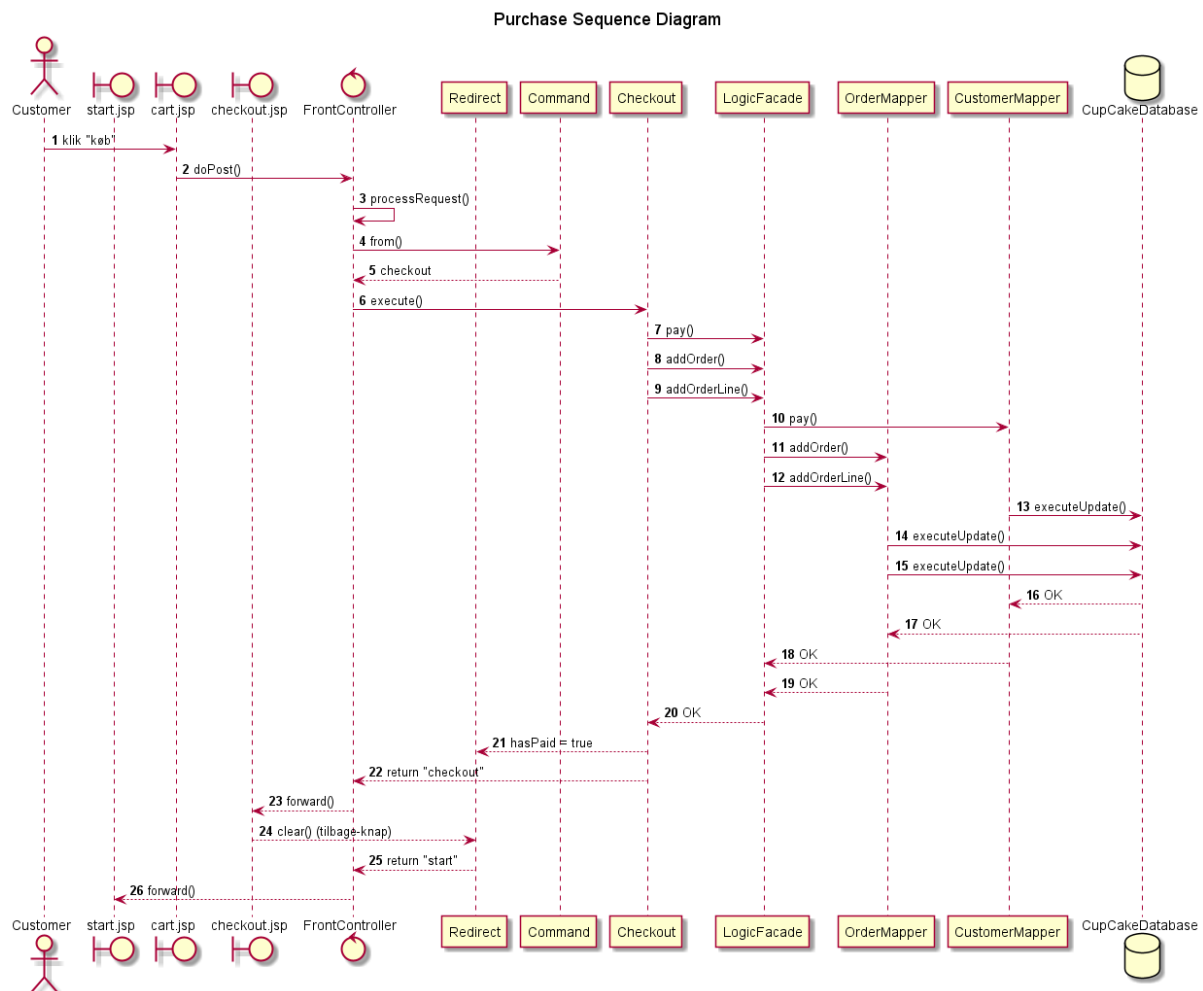 Purchase Sequence Diagram
Customer start.jsp cart.jsp checkout.jsp FrontController Redirect Command Checkout LogicFacade OrderMapper CustomerMapper CupCakeDatabase
1 klik "køb"
2 doPost()
3 processRequest()
4 from()
5 checkout
6 execute()
7 pay()
8 addOrder()
9 addOrderLine()
10 pay()
11 addOrder()
12 addOrderLine()
13 executeUpdate()
14 executeUpdate()
15 executeUpdate()
16 OK
17 OK
18 OK
19 OK
20 OK
21 hasPaid = true
22 return "checkout"
23 forward()
24 clear() (tilbage-knap)
25 return "start"
26 forward()
Customer start.jsp cart.jsp checkout.jsp FrontController Redirect Command Checkout LogicFacade OrderMapper CustomerMapper CupCakeDatabase